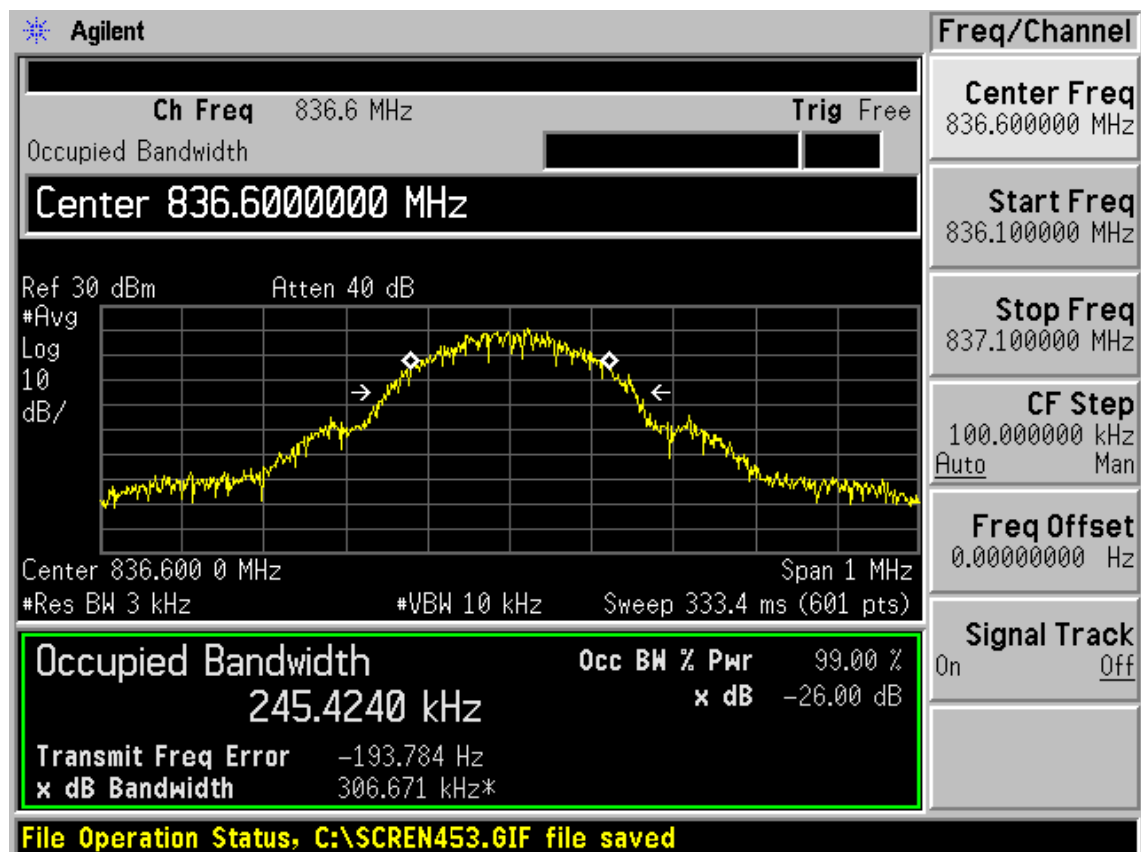 Agilent
Freq/Channel
Ch Freq 836.6 MHz Trig Free
Occupied Bandwidth
Center 836.6000000 MHz
Ref 30 dBm Atten 40 dB
#Avg
Log
10
dB/
Center 836.600 0 MHz Span 1 MHz
#Res BW 3 kHz #VBW 10 kHz Sweep 333.4 ms (601 pts)
Occupied Bandwidth
245.4240 kHz
Occ BW % Pwr 99.00 %
x dB -26.00 dB
Transmit Freq Error -193.784 Hz
x dB Bandwidth 306.671 kHz*
File Operation Status, C:\SCREN453.GIF file saved
Center Freq
836.600000 MHz
Start Freq
836.100000 MHz
Stop Freq
837.100000 MHz
CF Step
100.000000 kHz
Auto Man
Freq Offset
0.00000000 Hz
Signal Track
On Off